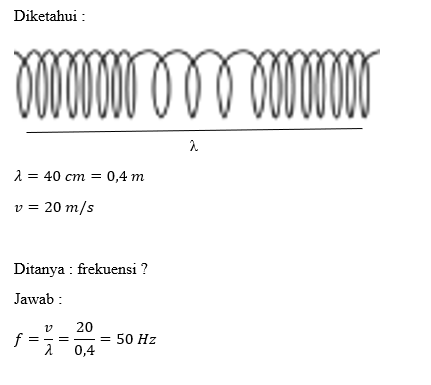 Diketahui :
λ
λ = 40 cm = 0,4 m
v = 20 m/s
Ditanya : frekuensi ?
Jawab :
f = v/λ = 20/0,4 = 50 Hz